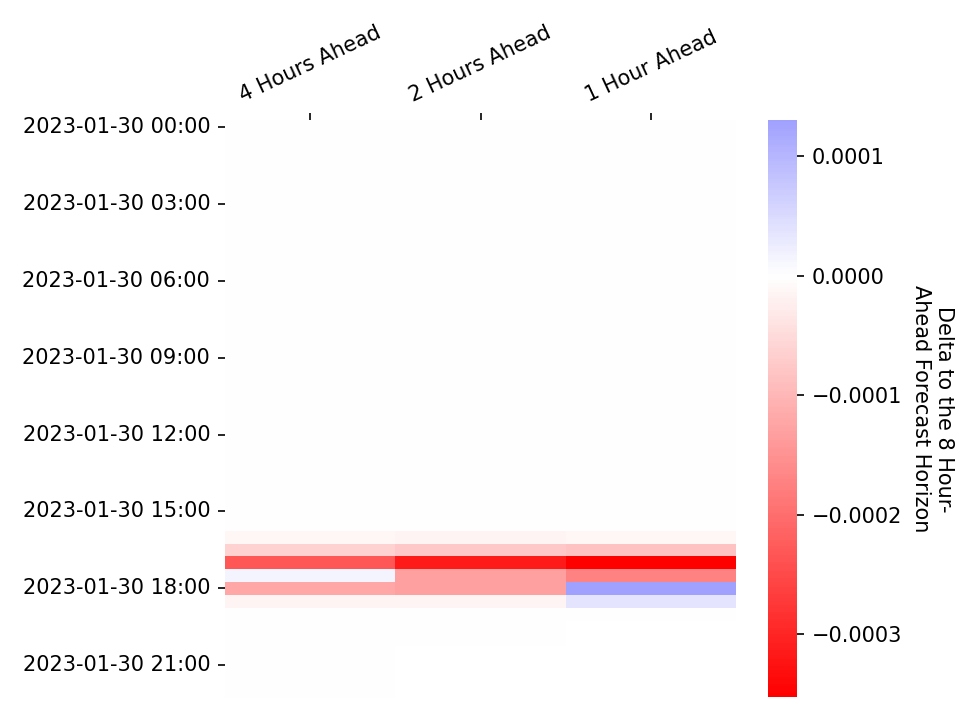 4 Hours Ahead
2 Hours Ahead
1 Hour Ahead
2023-01-30 00:00
2023-01-30 03:00
2023-01-30 06:00
2023-01-30 09:00
2023-01-30 12:00
2023-01-30 15:00
2023-01-30 18:00
2023-01-30 21:00
0.0001
0.0000
−0.0001
−0.0002
−0.0003
Delta to the 8 Hour-
Ahead Forecast Horizon